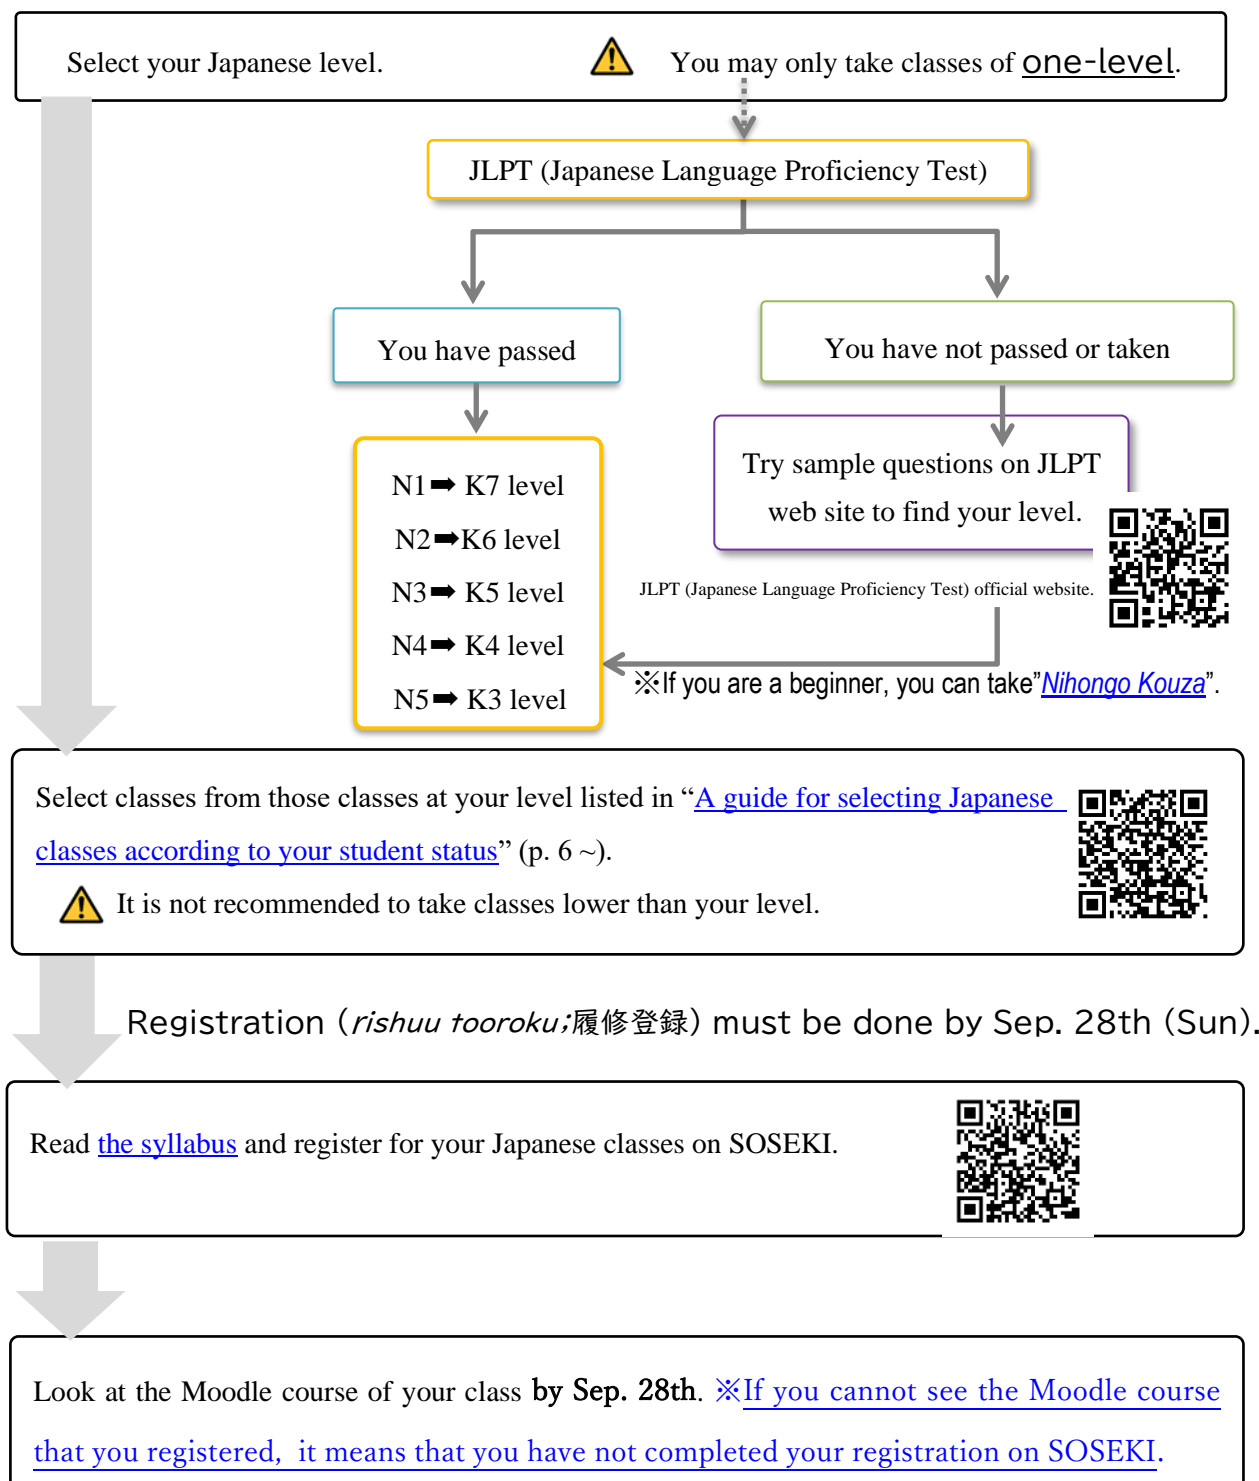 Select your Japanese level.
You may only take classes of one-level.
JLPT (Japanese Language Proficiency Test)
You have passed
You have not passed or taken
N1➡ K7 level
N2➡K6 level
N3➡ K5 level
N4➡ K4 level
N5➡ K3 level
Try sample questions on JLPT
web site to find your level.
JLPT (Japanese Language Proficiency Test) official website.
※If you are a beginner, you can take”Nihongo Kouza”.
Select classes from those classes at your level listed in “A guide for selecting Japanese
classes according to your student status” (p. 6 ~).
It is not recommended to take classes lower than your level.
Registration (rishuu tooroku;履修登録) must be done by Sep. 28th (Sun).
Read the syllabus and register for your Japanese classes on SOSEKI.
Look at the Moodle course of your class by Sep. 28th. ※If you cannot see the Moodle course
that you registered, it means that you have not completed your registration on SOSEKI.